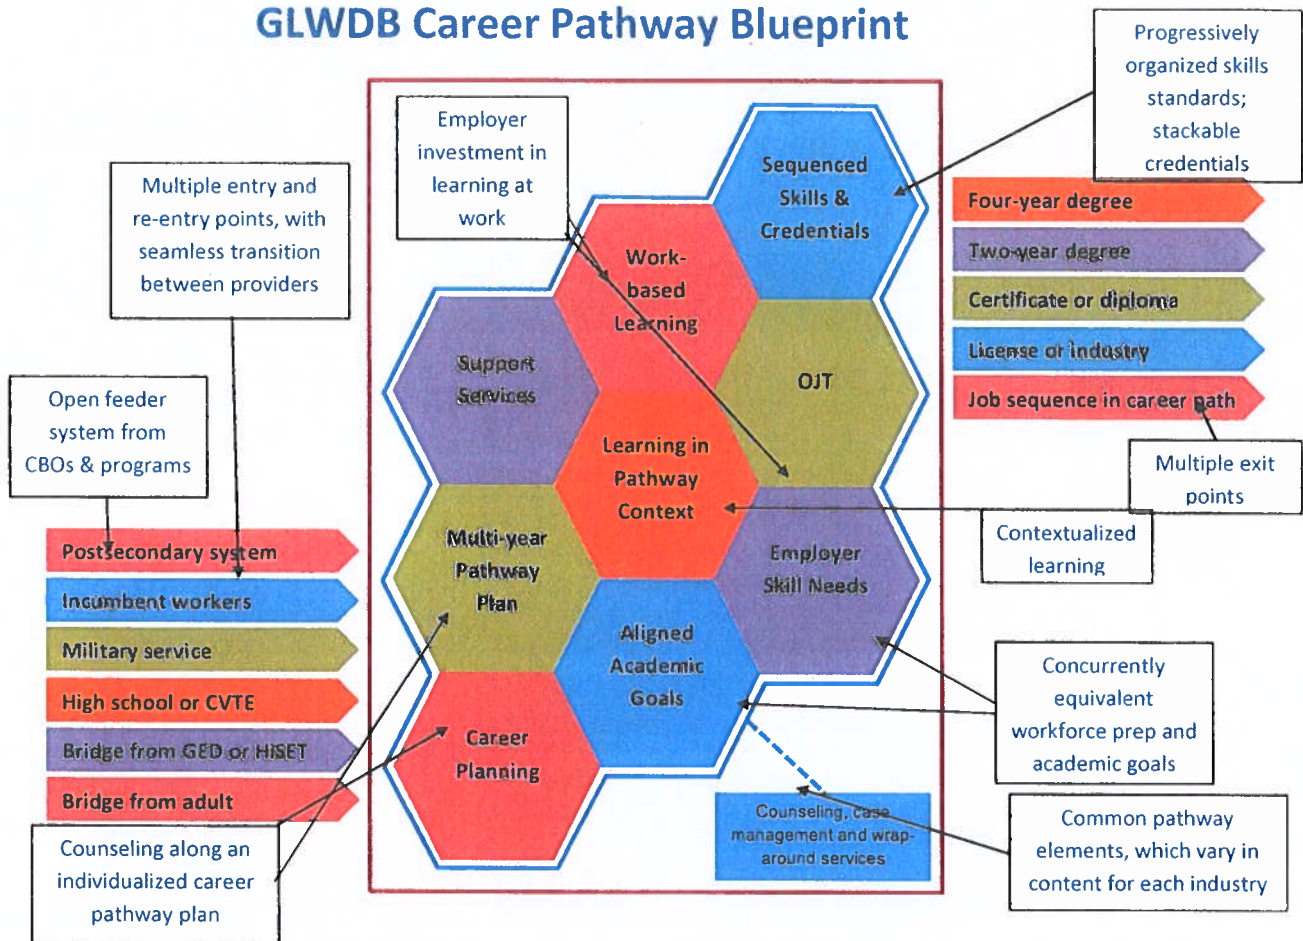 GLWDB Career Pathway Blueprint
Progressively
organized skills
standards;
stackable
credentials
Employer
investment in
learning at
work
Multiple entry and
re-entry points, with
seamless transition
between providers
Open feeder
system from
CBOs & programs
Sequenced
Skills &
Credentials
Work-
based
Learning
Support
Services
OJT
Learning in
Pathway
Context
Multi-year
Pathway
Plan
Employer
Skill Needs
Aligned
Academic
Goals
Career
Planning
Four-year degree
Two-year degree
Certificate or diploma
License or industry
Job sequence in career path
Multiple exit
points
Contextualized
learning
Postsecondary system
Incumbent workers
Military service
High school or CVTE
Bridge from GED or HiSET
Bridge from adult
Counseling along an
individualized career
pathway plan
Concurrently
equivalent
workforce prep and
academic goals
Counseling, case
management and wrap-
around services
Common pathway
elements, which vary in
content for each industry